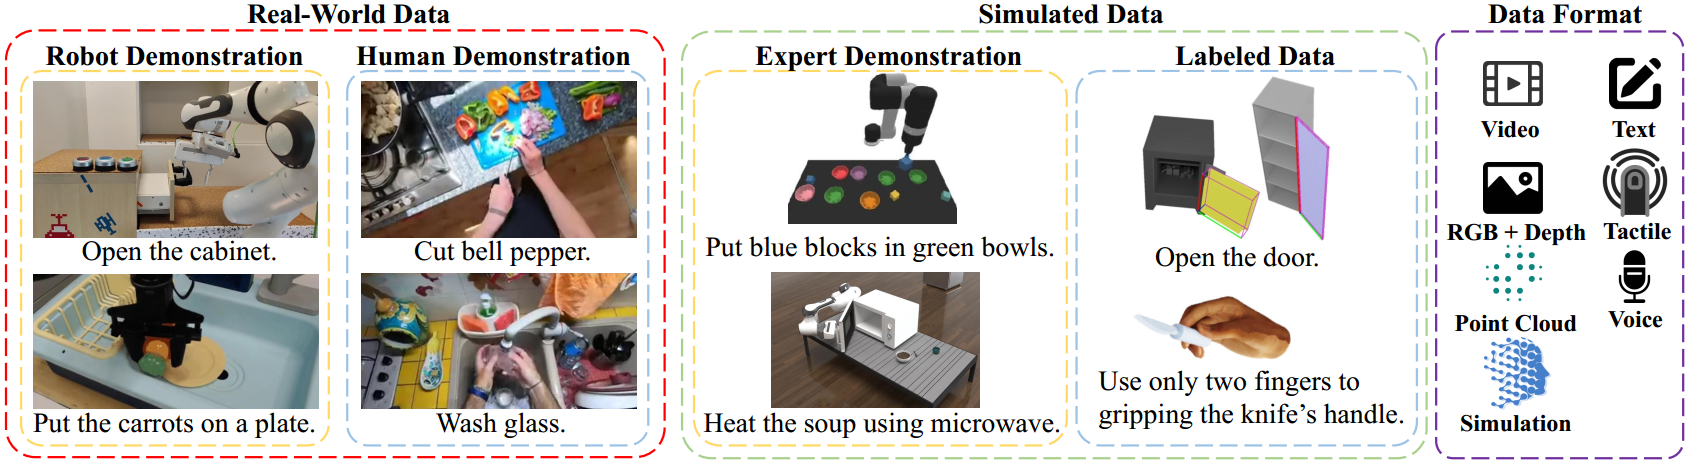 Real-World Data
Robot Demonstration
Open the cabinet.
Put the carrots on a plate.
Human Demonstration
Cut bell pepper.
Wash glass.
Simulated Data
Expert Demonstration
Put blue blocks in green bowls.
Heat the soup using microwave.
Labeled Data
Open the door.
Use only two fingers to
gripping the knife’s handle.
Data Format
Video
Text
RGB + Depth
Tactile
Point Cloud
Voice
Simulation